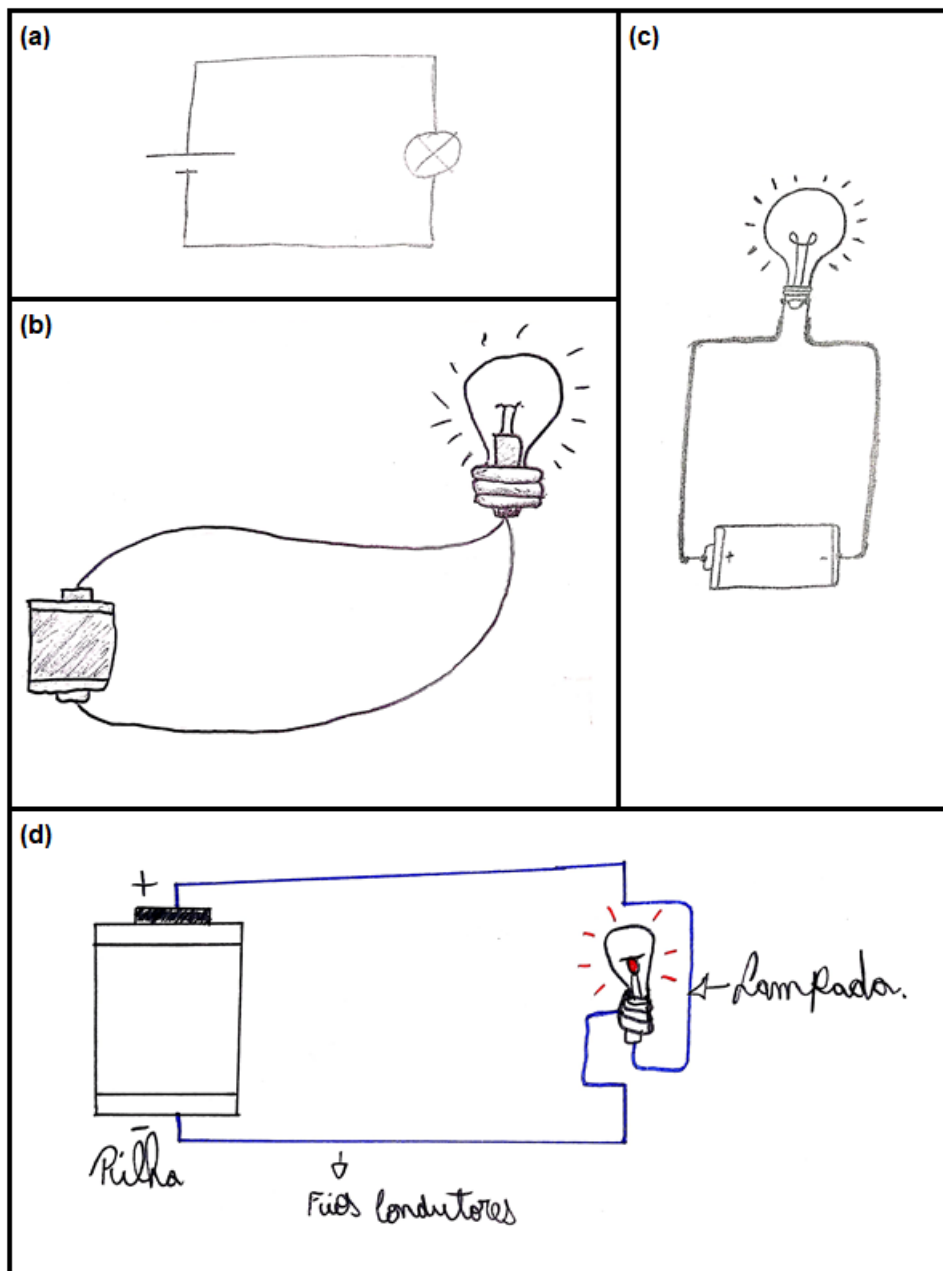 (a)
(c)
(b)
+ -
(d)
+
Lampada.
-
Pilha
Fios Condutores